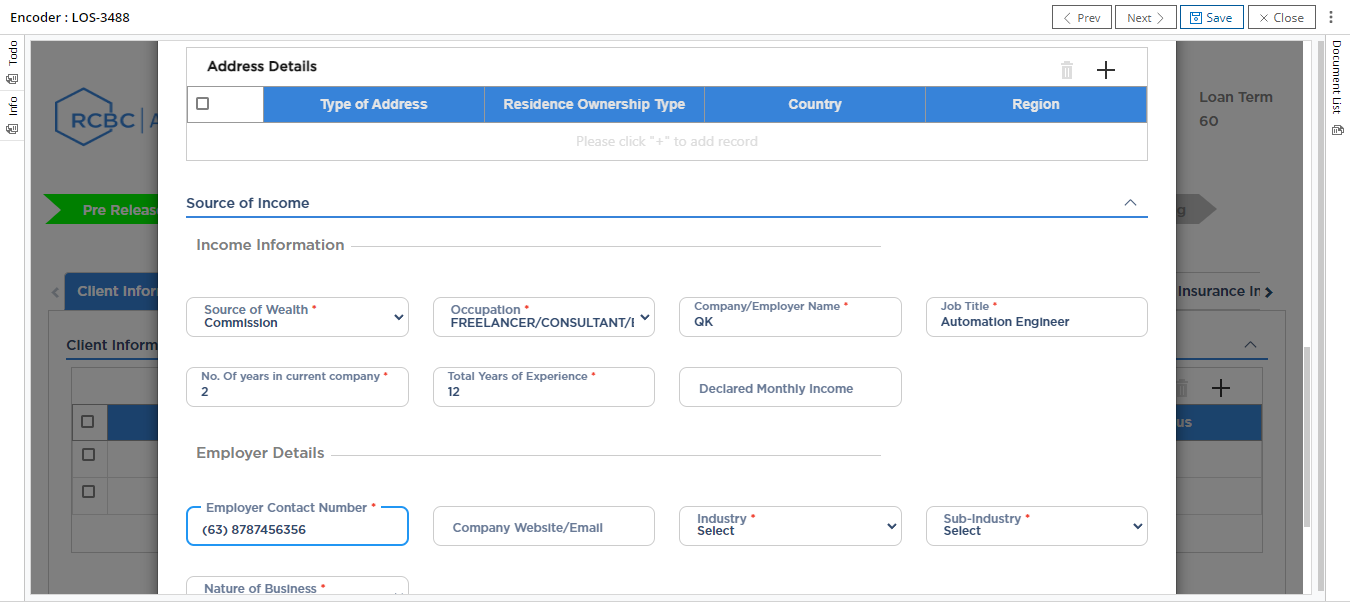 Encoder : LOS-3488
Prev
Next
Save
Close
Todo
Info
Document List
RCBC
Loan Term
60
Address Details
Type of Address
Residence Ownership Type
Country
Region
Please click "+" to add record
Pre Releas
g
Source of Income
Income Information
Client Infor
Insurance In
Source of Wealth *
Commission
Occupation *
FREELANCER/CONSULTANT/
Company/Employer Name *
QK
Job Title *
Automation Engineer
Client Inform
No. Of years in current company *
2
Total Years of Experience *
12
Declared Monthly Income
us
Employer Details
Employer Contact Number *
(63) 8787456356
Company Website/Email
Industry *
Select
Sub-Industry *
Select
Nature of Business *